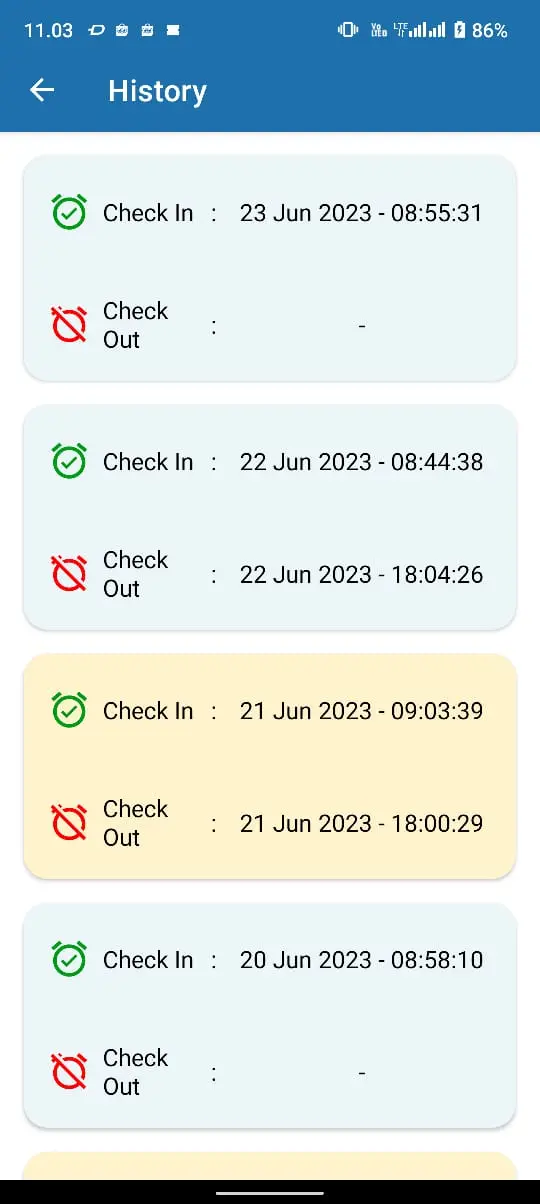 11.03 86%
History
Check In : 23 Jun 2023 - 08:55:31
Check
Out : -
Check In : 22 Jun 2023 - 08:44:38
Check
Out : 22 Jun 2023 - 18:04:26
Check In : 21 Jun 2023 - 09:03:39
Check
Out : 21 Jun 2023 - 18:00:29
Check In : 20 Jun 2023 - 08:58:10
Check
Out : -